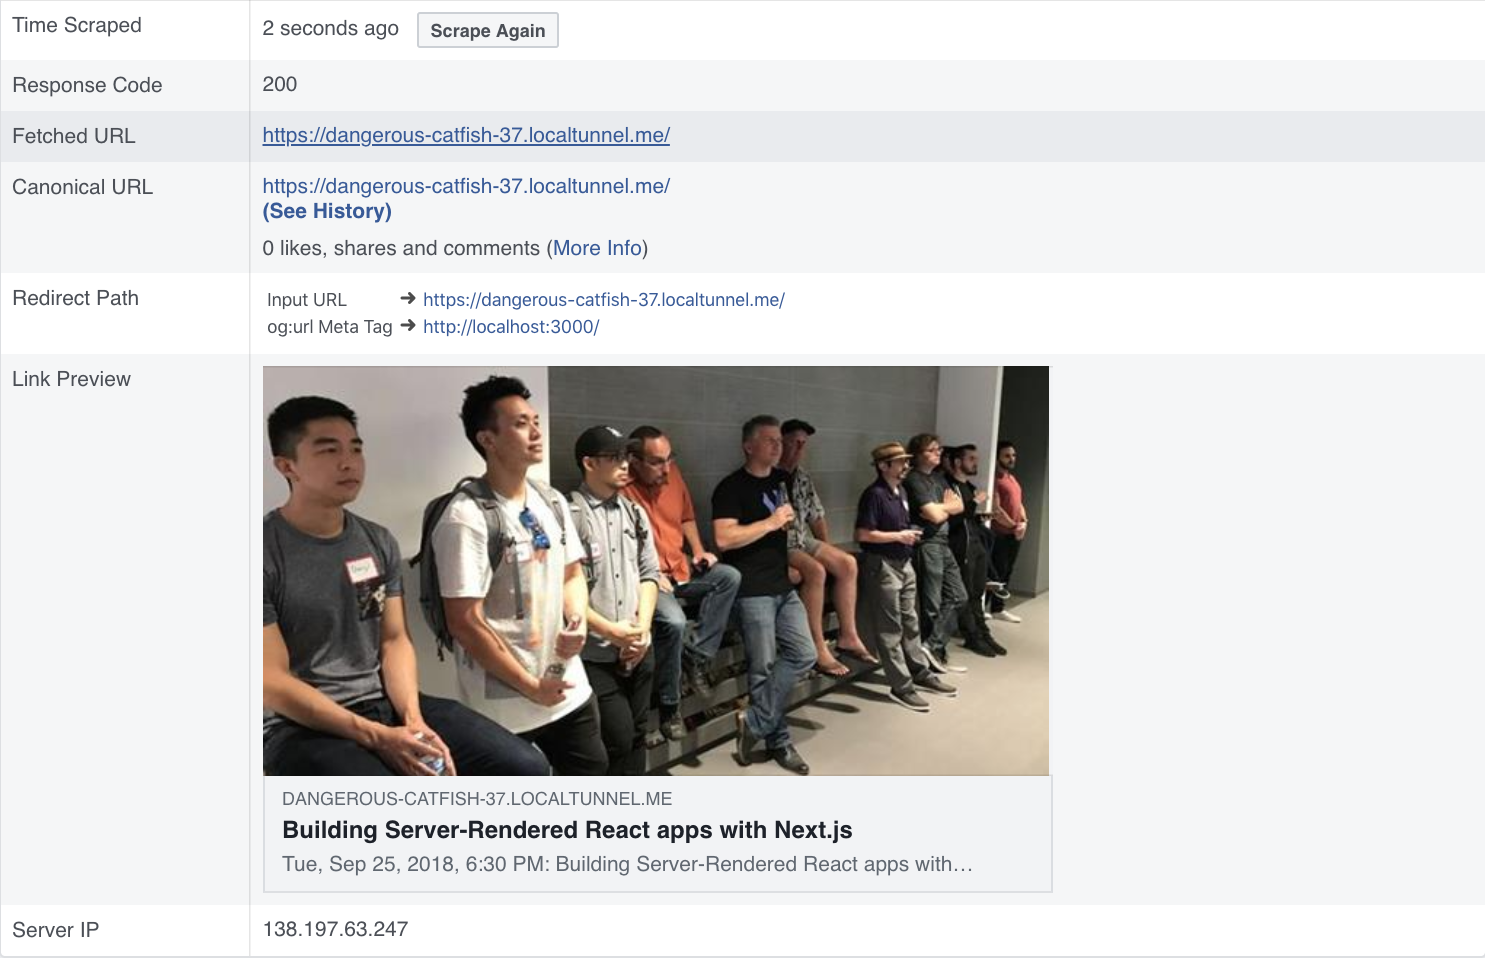 Time Scraped
2 seconds ago
Scrape Again
Response Code
200
Fetched URL
https://dangerous-catfish-37.localtunnel.me/
Canonical URL
https://dangerous-catfish-37.localtunnel.me/
(See History)
0 likes, shares and comments (More Info)
Redirect Path
Input URL ➔ https://dangerous-catfish-37.localtunnel.me/
og:url Meta Tag ➔ http://localhost:3000/
Link Preview
DANGEROUS-CATFISH-37.LOCALTUNNEL.ME
Building Server-Rendered React apps with Next.js
Tue, Sep 25, 2018, 6:30 PM: Building Server-Rendered React apps with…
Server IP
138.197.63.247